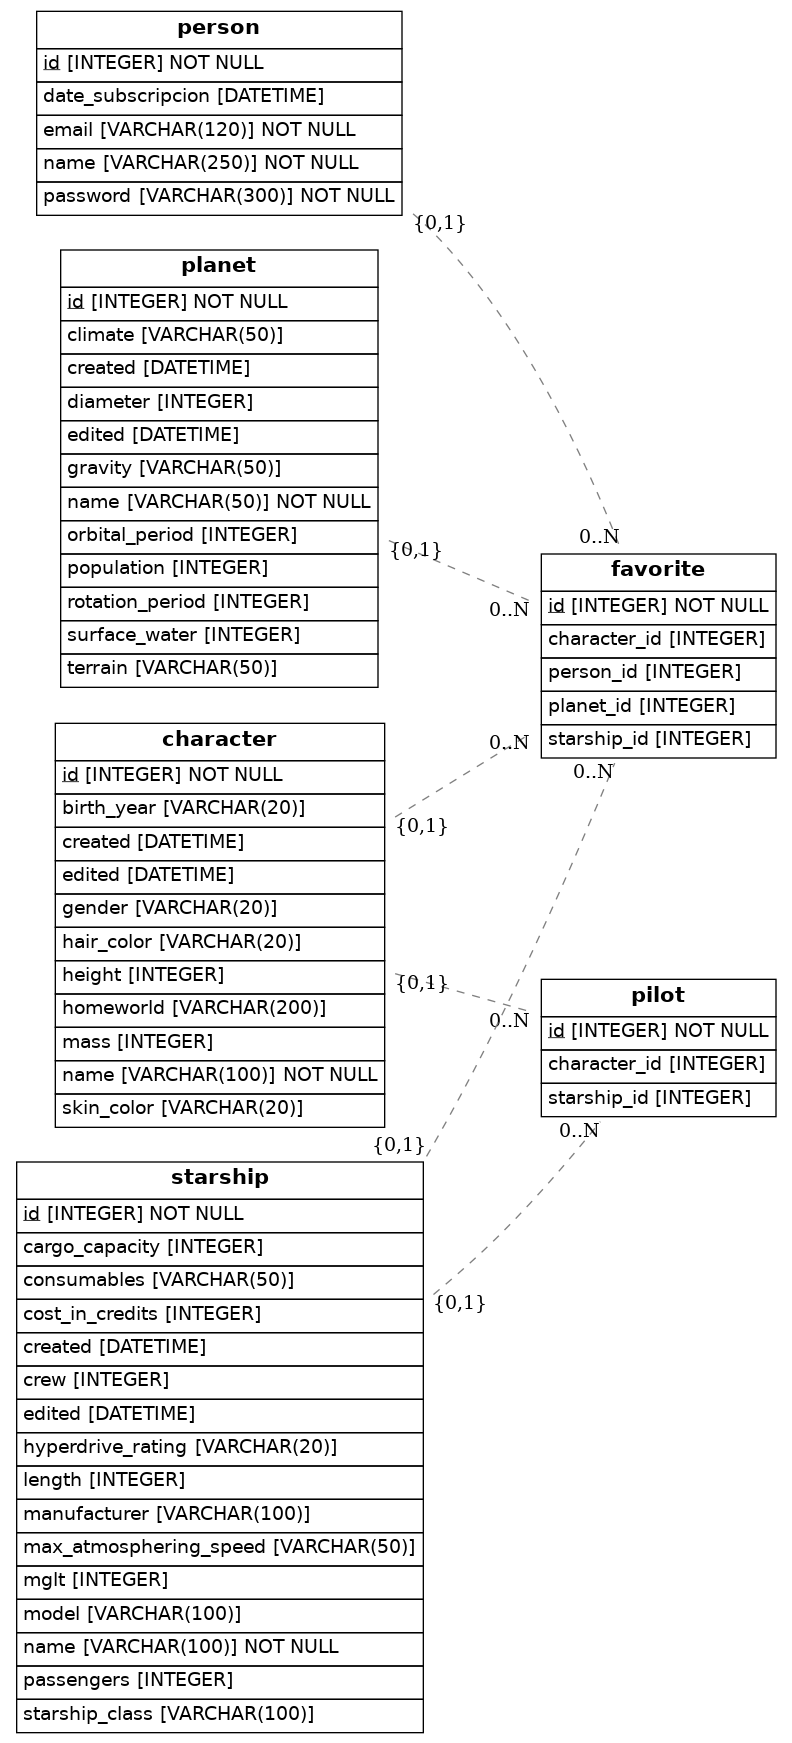 person
id [INTEGER] NOT NULL
date_subscripcion [DATETIME]
email [VARCHAR(120)] NOT NULL
name [VARCHAR(250)] NOT NULL
password [VARCHAR(300)] NOT NULL
{0,1}
planet
id [INTEGER] NOT NULL
climate [VARCHAR(50)]
created [DATETIME]
diameter [INTEGER]
edited [DATETIME]
gravity [VARCHAR(50)]
name [VARCHAR(50)] NOT NULL
orbital_period [INTEGER]
population [INTEGER]
rotation_period [INTEGER]
surface_water [INTEGER]
terrain [VARCHAR(50)]
{0,1}
0..N
0..N
favorite
id [INTEGER] NOT NULL
character_id [INTEGER]
person_id [INTEGER]
planet_id [INTEGER]
starship_id [INTEGER]
0..N
0..N
character
id [INTEGER] NOT NULL
birth_year [VARCHAR(20)]
created [DATETIME]
edited [DATETIME]
gender [VARCHAR(20)]
hair_color [VARCHAR(20)]
height [INTEGER]
homeworld [VARCHAR(200)]
mass [INTEGER]
name [VARCHAR(100)] NOT NULL
skin_color [VARCHAR(20)]
{0,1}
{0,1}
0..N
pilot
id [INTEGER] NOT NULL
character_id [INTEGER]
starship_id [INTEGER]
0..N
{0,1}
starship
id [INTEGER] NOT NULL
cargo_capacity [INTEGER]
consumables [VARCHAR(50)]
cost_in_credits [INTEGER]
created [DATETIME]
crew [INTEGER]
edited [DATETIME]
hyperdrive_rating [VARCHAR(20)]
length [INTEGER]
manufacturer [VARCHAR(100)]
max_atmosphering_speed [VARCHAR(50)]
mglt [INTEGER]
model [VARCHAR(100)]
name [VARCHAR(100)] NOT NULL
passengers [INTEGER]
starship_class [VARCHAR(100)]
{0,1}